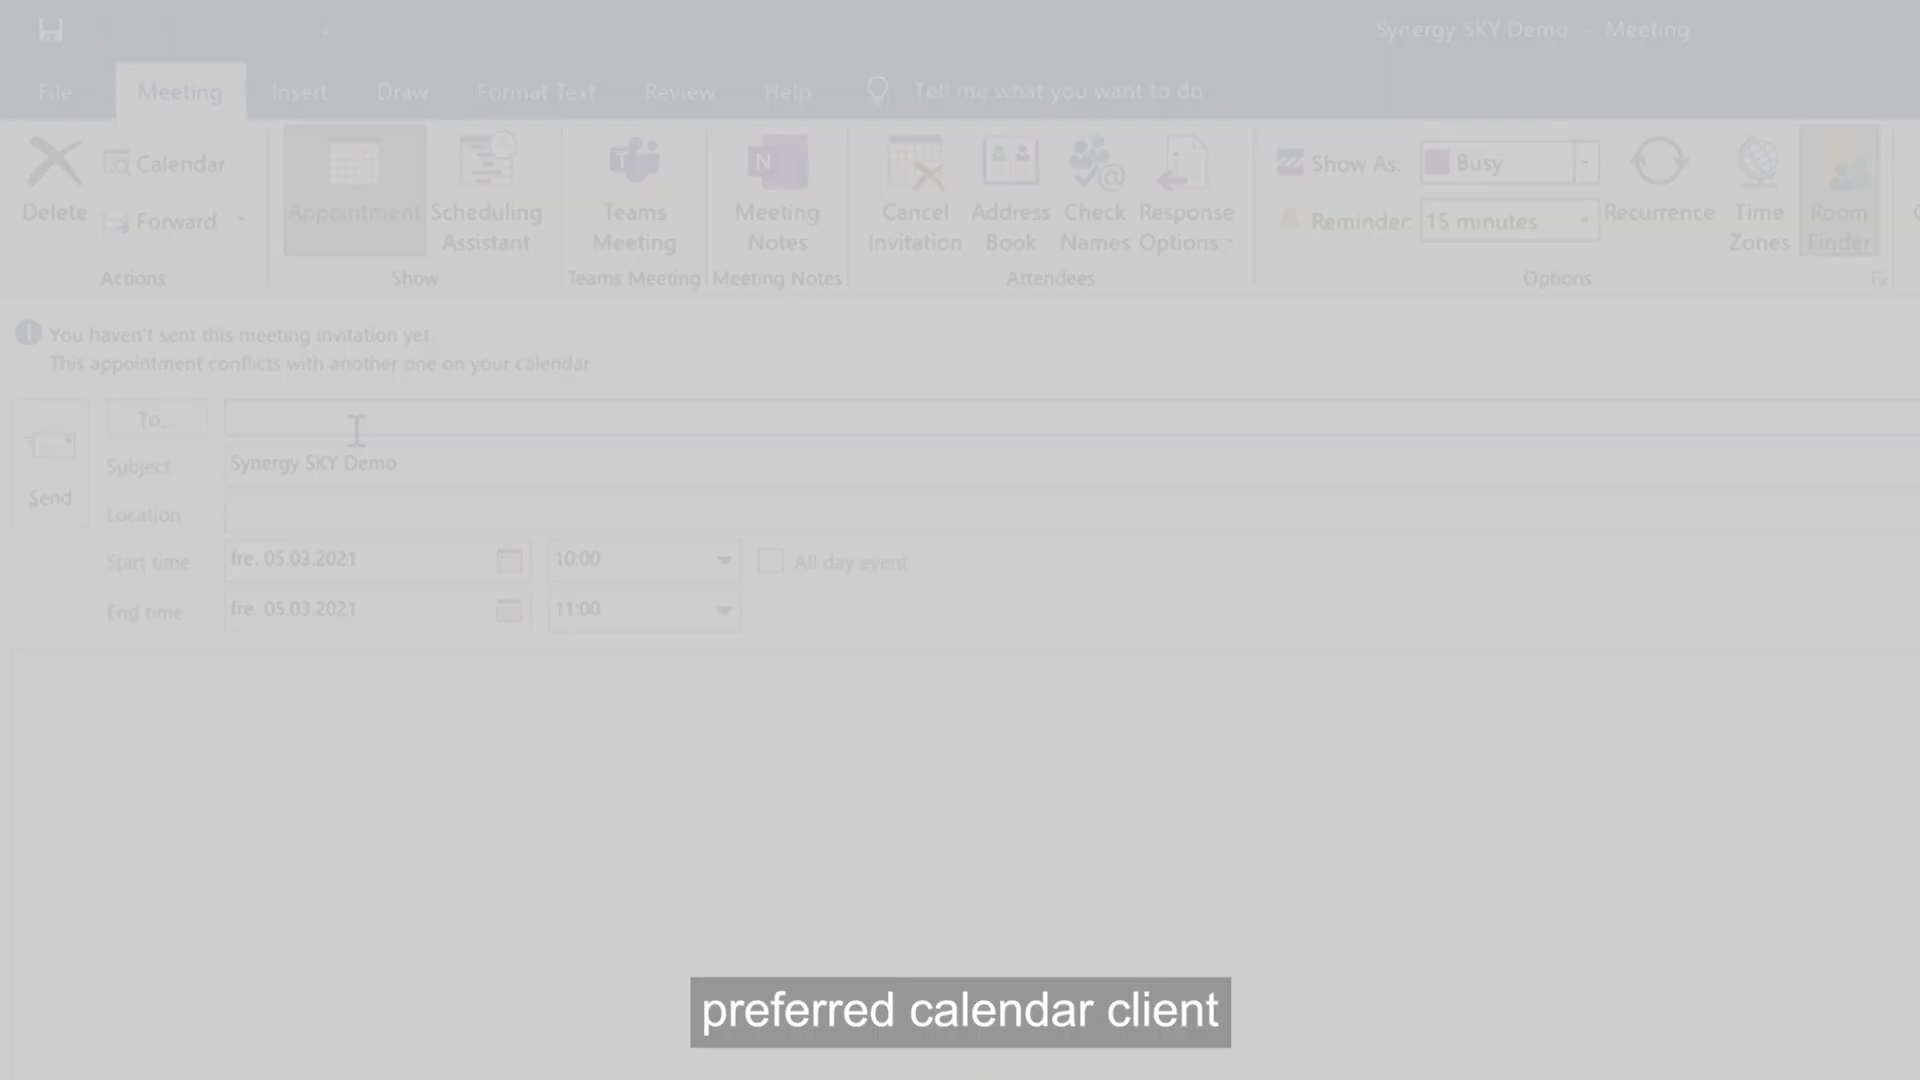 Synergy SKY Demo - Meeting
File Meeting Insert Draw Format Text Review Help Tell me what you want to do
Delete
Calendar
Forward
Actions
Appointment
Scheduling
Assistant
Show
Teams
Meeting
Teams Meeting
Meeting
Notes
Meeting Notes
Cancel
Invitation
Address
Book
Check
Names
Response
Options
Attendees
Show As: Busy
Reminder: 15 minutes
Recurrence
Time
Zones
Room
Finder
Options
You haven't sent this meeting invitation yet.
This appointment conflicts with another one on your calendar.
Send
To...
Subject Synergy SKY Demo
Location
Start time fre. 05.03.2021 10:00 All day event
End time fre. 05.03.2021 11:00
preferred calendar client